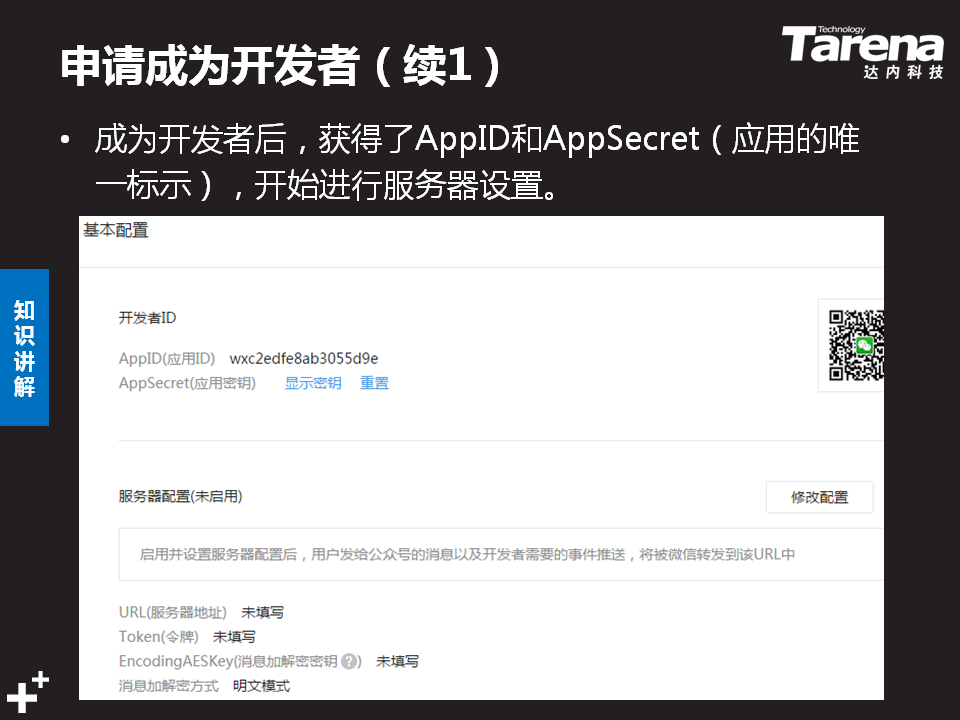 申请成为开发者（续1）
Technology
Tarena
达内科技
• 成为开发者后，获得了AppID和AppSecret（应用的唯
一标示），开始进行服务器设置。
知识讲解
基本配置
开发者ID
AppID(应用ID) wxc2edfe8ab3055d9e
AppSecret(应用密钥) 显示密钥 重置
服务器配置(未启用)
修改配置
启用并设置服务器配置后，用户发给公众号的消息以及开发者需要的事件推送，将被微信转发到该URL中
URL(服务器地址) 未填写
Token(令牌) 未填写
EncodingAESKey(消息加解密密钥 ?) 未填写
消息加解密方式 明文模式